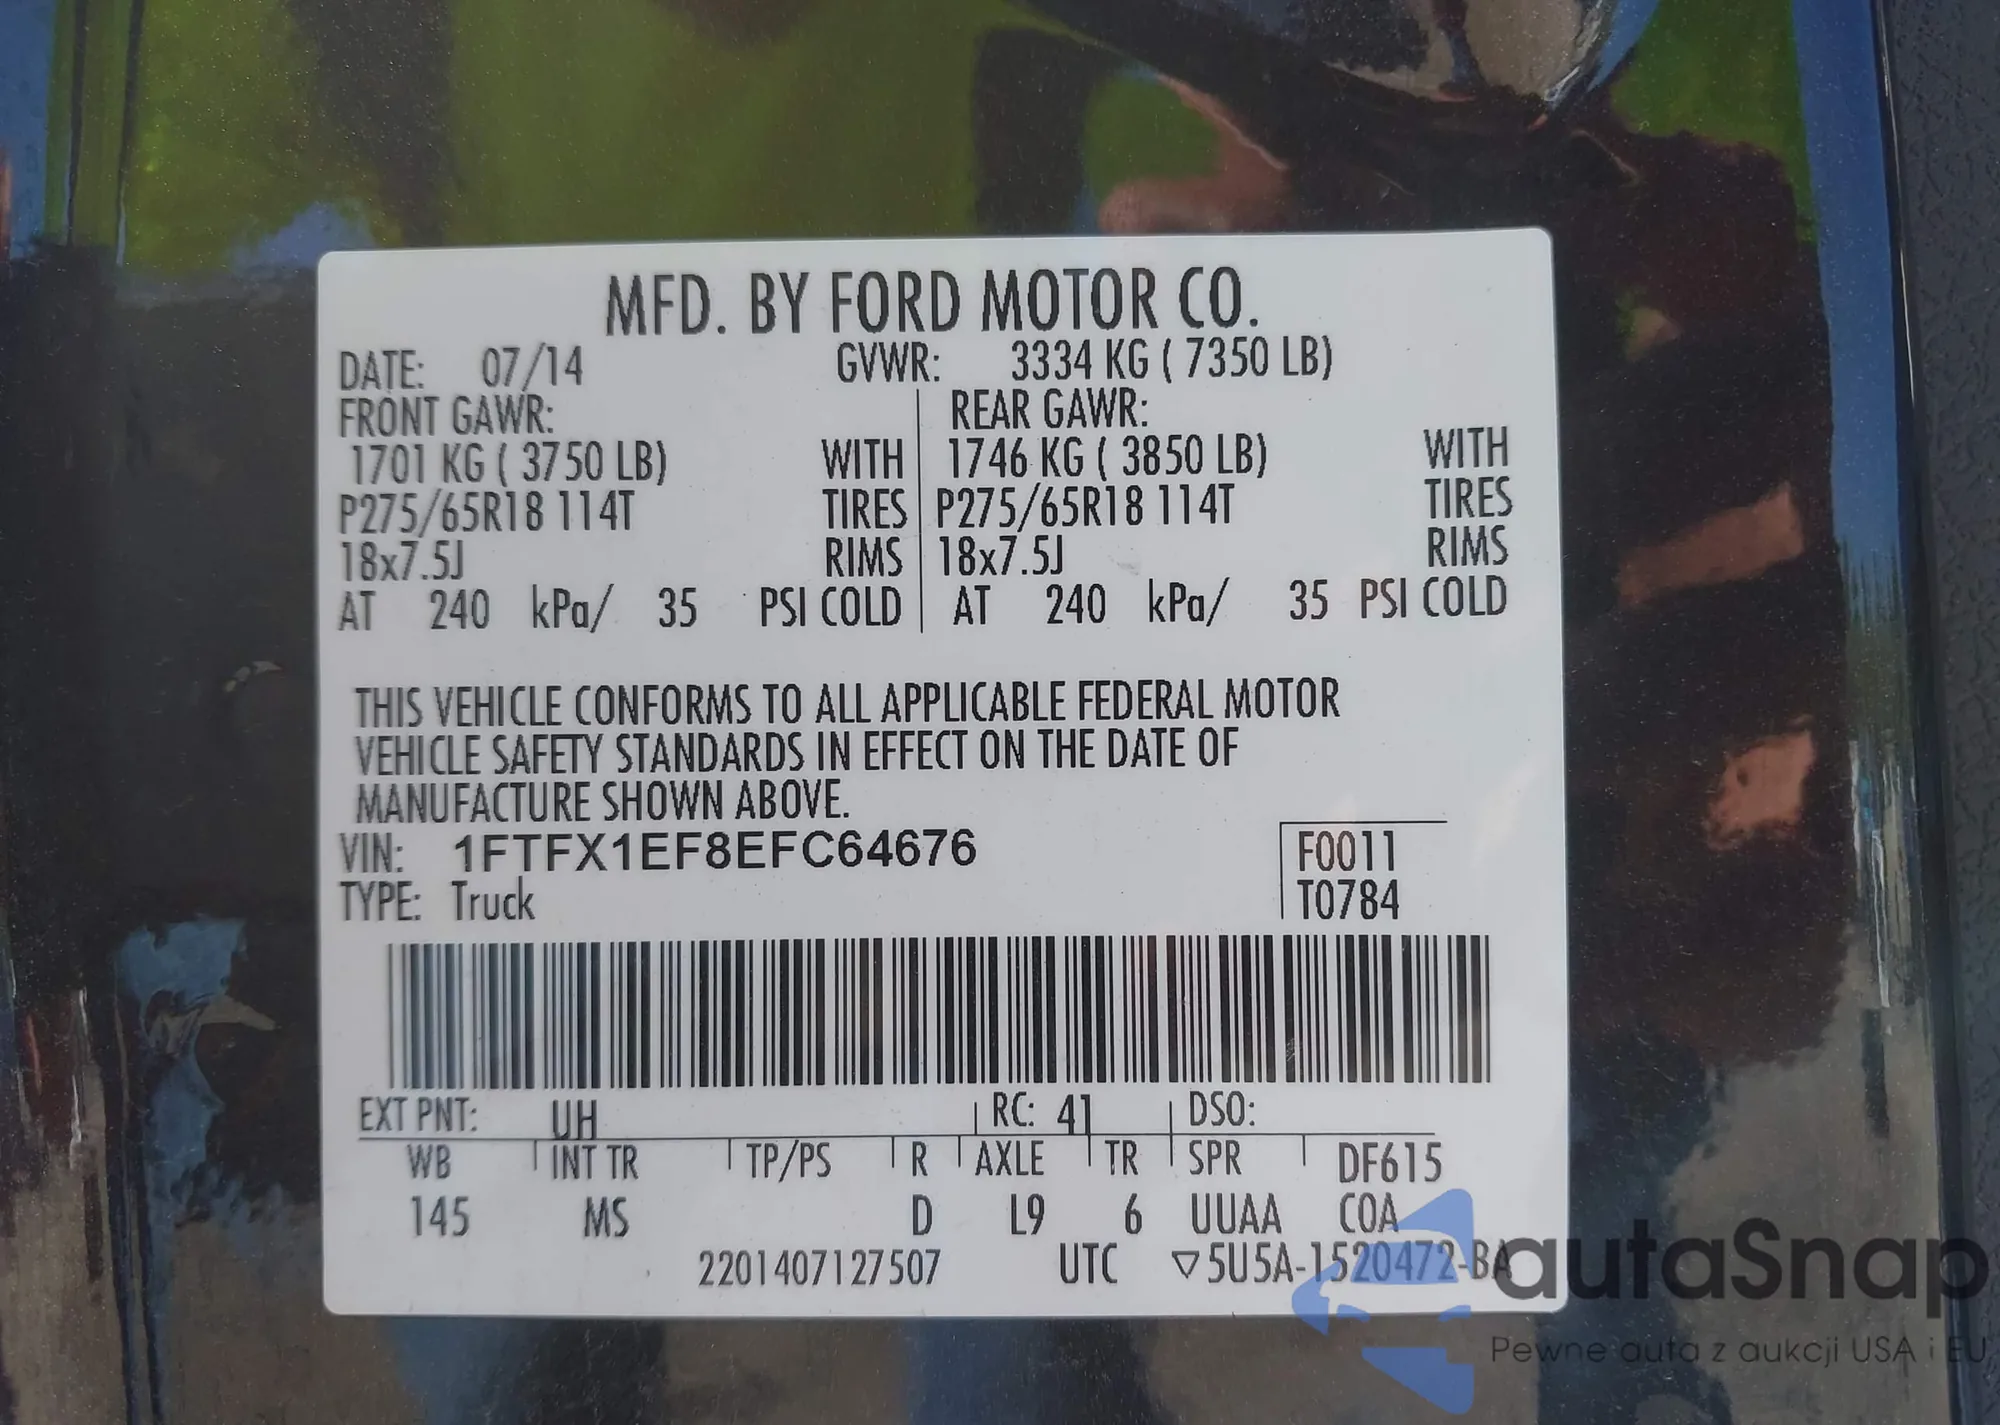 MFD. BY FORD MOTOR CO.
DATE: 07/14 GVWR: 3334 KG ( 7350 LB)
FRONT GAWR: REAR GAWR:
1701 KG ( 3750 LB) WITH 1746 KG ( 3850 LB) WITH
P275/65R18 114T TIRES P275/65R18 114T TIRES
18x7.5J RIMS 18x7.5J RIMS
AT 240 kPa/ 35 PSI COLD AT 240 kPa/ 35 PSI COLD
THIS VEHICLE CONFORMS TO ALL APPLICABLE FEDERAL MOTOR
VEHICLE SAFETY STANDARDS IN EFFECT ON THE DATE OF
MANUFACTURE SHOWN ABOVE.
VIN: 1FTFX1EF8EFC64676 F0011
TYPE: Truck T0784
EXT PNT: UH RC: 41 DSO:
WB INT TR TP/PS R AXLE TR SPR DF615
145 MS D L9 6 UUAA COA
2201407127507 UTC ▽5U5A-1520472-BA
autaSnap
Pewne auta z aukcji USA i EU